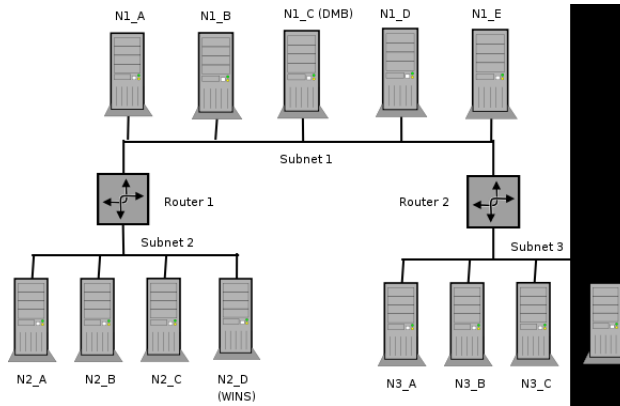 N1_A
N1_B
N1_C (DMB)
N1_D
N1_E
Subnet 1
Router 1
Router 2
Subnet 2
Subnet 3
N2_A
N2_B
N2_C
N2_D
(WINS)
N3_A
N3_B
N3_C